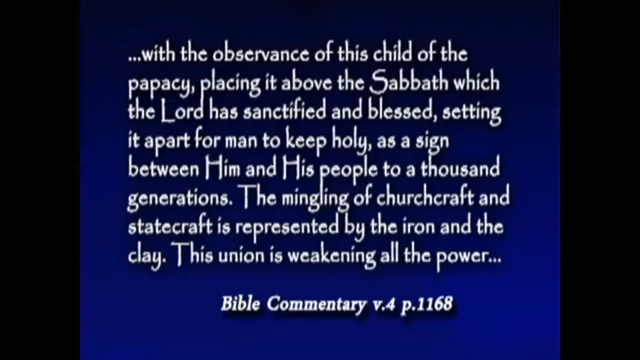 ...with the observance of this child of the
papacy, placing it above the Sabbath which
the Lord has sanctified and blessed, setting
it apart for man to keep holy, as a sign
between Him and His people to a thousand
generations. The mingling of churchcraft and
statecraft is represented by the iron and the
clay. This union is weakening all the power...
Bible Commentary v.4 p.1168